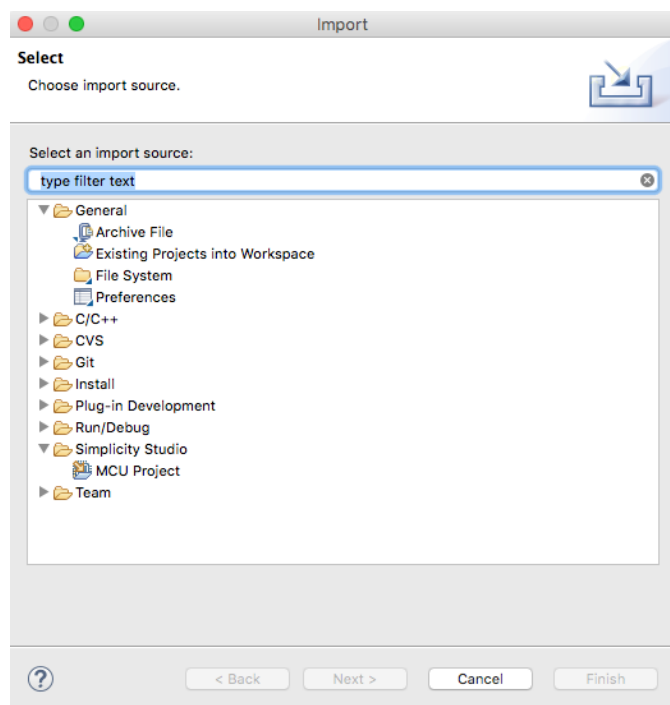 Import
Select
Choose import source.
Select an import source:
type filter text
General
Archive File
Existing Projects into Workspace
File System
Preferences
C/C++
CVS
Git
Install
Plug-in Development
Run/Debug
Simplicity Studio
MCU Project
Team
? < Back Next > Cancel Finish